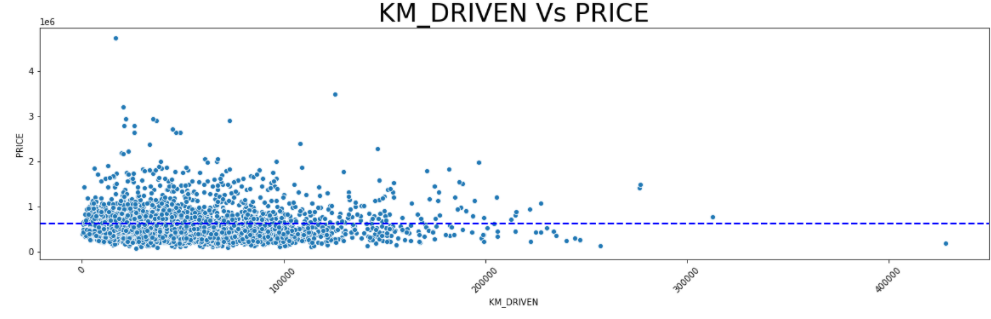 KM_DRIVEN Vs PRICE
1e6
4
3
2
1
0
PRICE
0
100000
200000
300000
400000
KM_DRIVEN